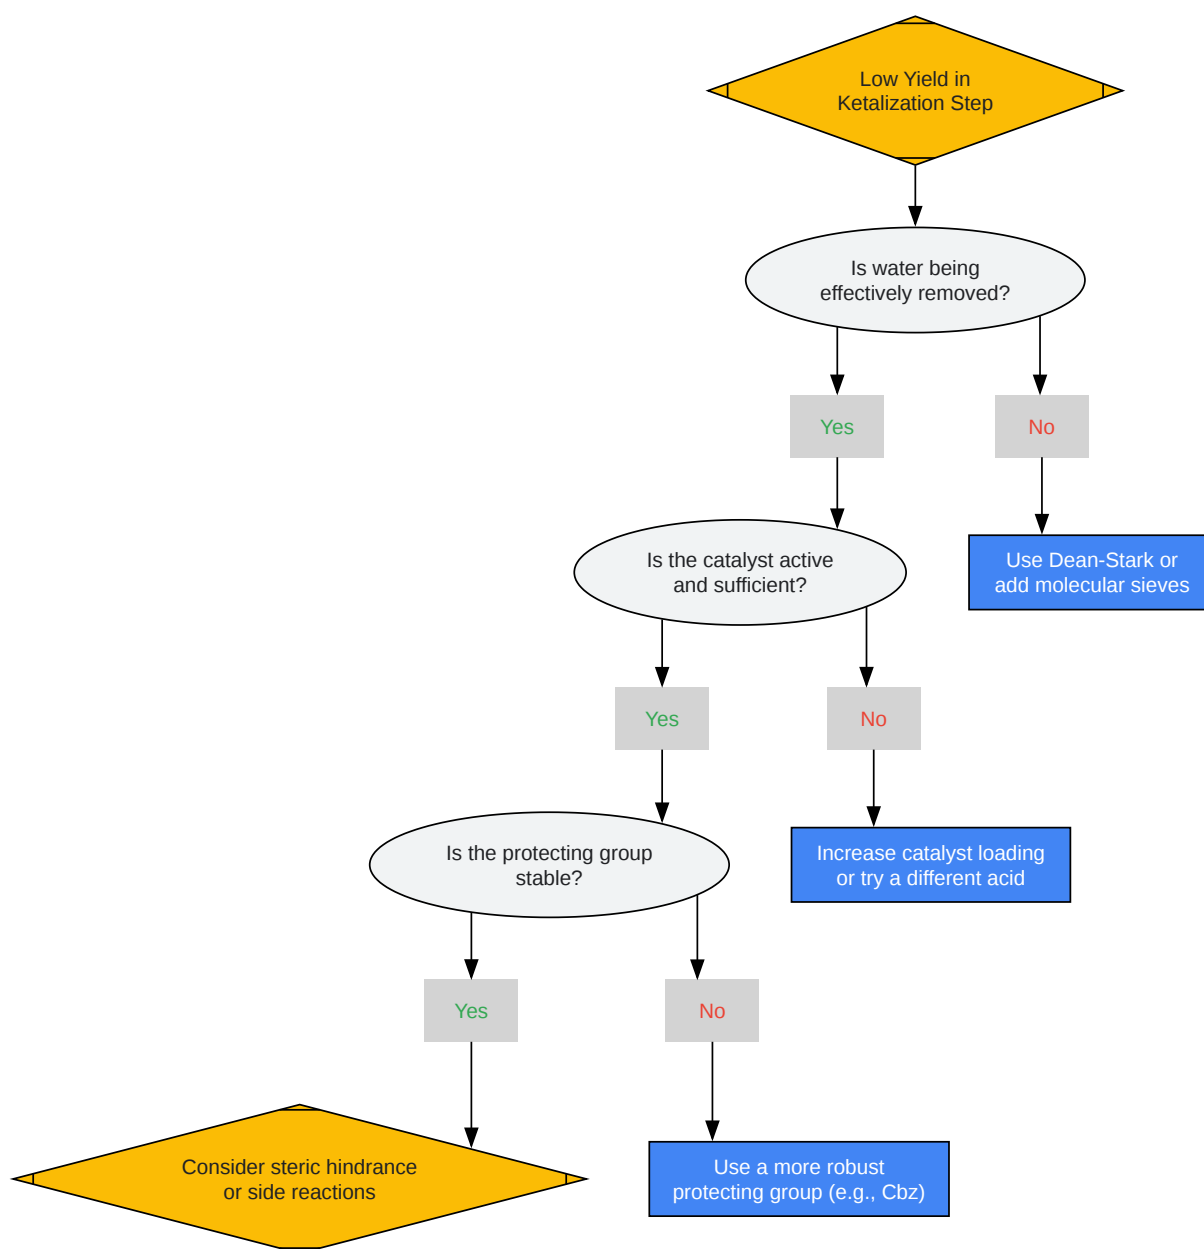 Low Yield in
Ketalization Step
Is water being
effectively removed?
Yes
No
Is the catalyst active
and sufficient?
Use Dean-Stark or
add molecular sieves
Yes
No
Is the protecting group
stable?
Increase catalyst loading
or try a different acid
Yes
No
Consider steric hindrance
or side reactions
Use a more robust
protecting group (e.g., Cbz)